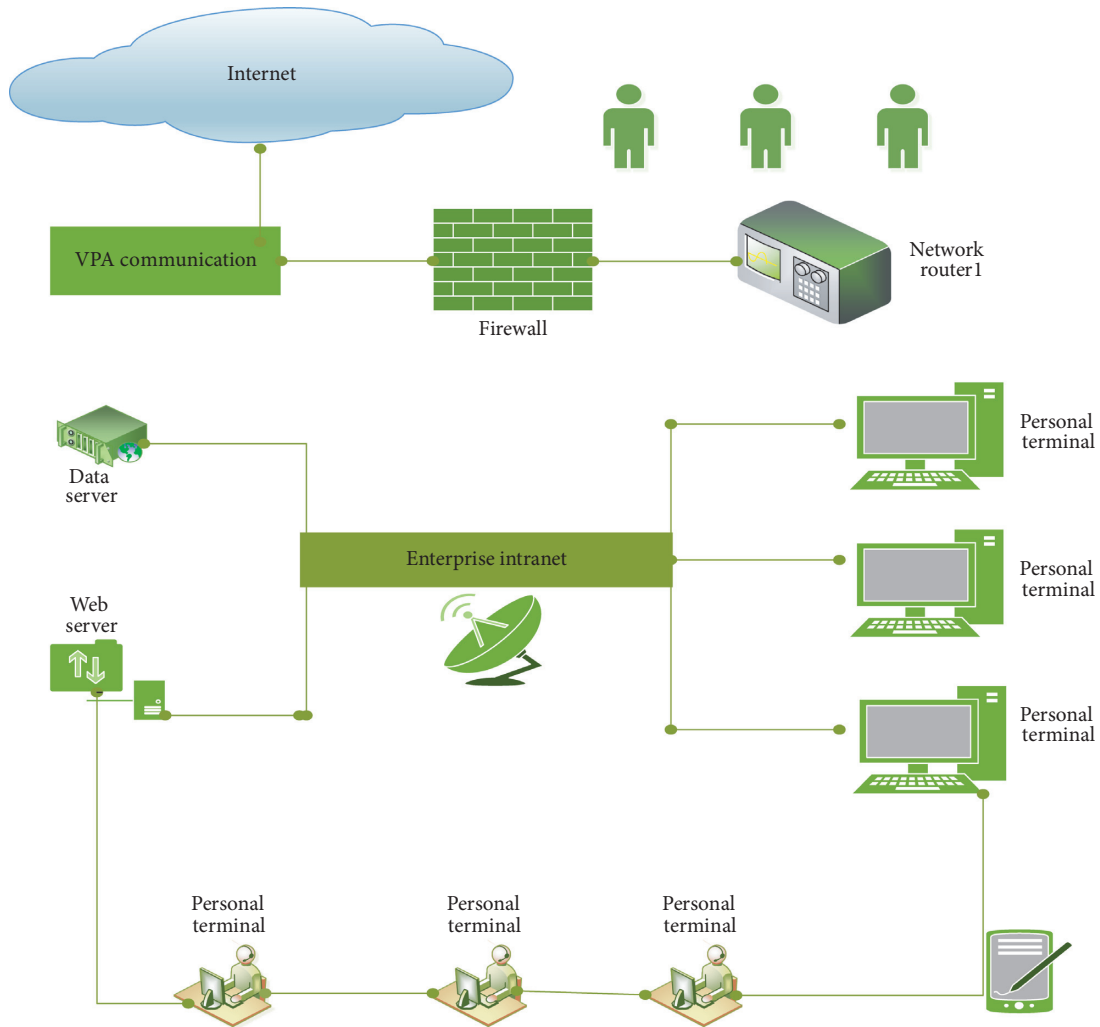 Internet
VPA communication
Firewall
Network
router1
Data
server
Enterprise intranet
Personal
terminal
Personal
terminal
Web
server
Personal
terminal
Personal
terminal
Personal
terminal
Personal
terminal